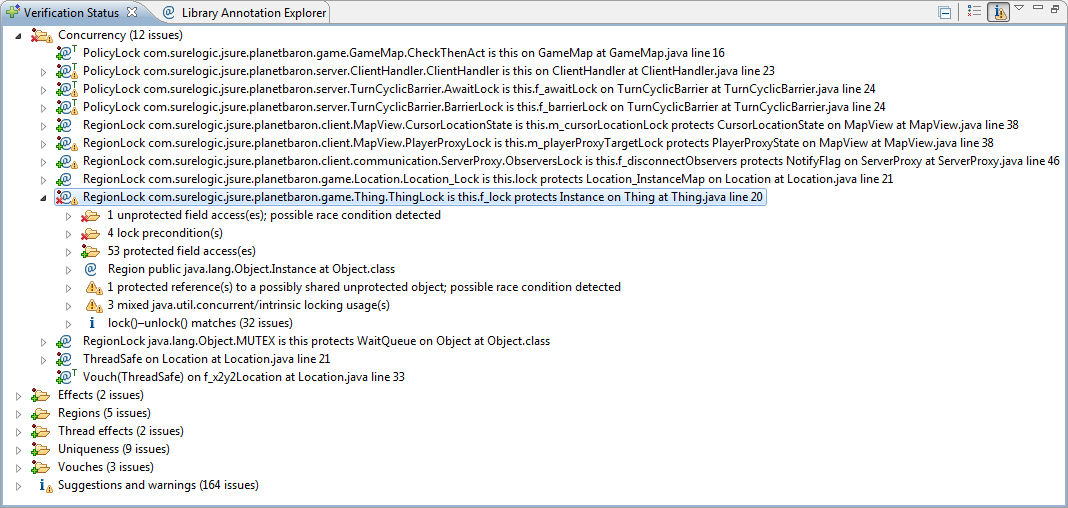 Verification Status
Library Annotation Explorer
Concurrency (12 issues)
PolicyLock com.surelogic.jsure.planetbaron.game.GameMap.CheckThenAct is this on GameMap at GameMap.java line 16
PolicyLock com.surelogic.jsure.planetbaron.server.ClientHandler.ClientHandler is this on ClientHandler at ClientHandler.java line 23
PolicyLock com.surelogic.jsure.planetbaron.server.TurnCyclicBarrier.AwaitLock is this.f_awaitLock on TurnCyclicBarrier at TurnCyclicBarrier.java line 24
PolicyLock com.surelogic.jsure.planetbaron.server.TurnCyclicBarrier.BarrierLock is this.f_barrierLock on TurnCyclicBarrier at TurnCyclicBarrier.java line 24
RegionLock com.surelogic.jsure.planetbaron.client.MapView.CursorLocationState is this.m_cursorLocationLock protects CursorLocationState on MapView at MapView.java line 38
RegionLock com.surelogic.jsure.planetbaron.client.MapView.PlayerProxyLock is this.m_playerProxyTargetLock protects PlayerProxyState on MapView at MapView.java line 38
RegionLock com.surelogic.jsure.planetbaron.client.communication.ServerProxy.ObserversLock is this.f_disconnectObservers protects NotifyFlag on ServerProxy at ServerProxy.java line 46
RegionLock com.surelogic.jsure.planetbaron.game.Location.Location_Lock is this.lock protects Location_InstanceMap on Location at Location.java line 21
RegionLock com.surelogic.jsure.planetbaron.game.Thing.ThingLock is this.f_lock protects Instance on Thing at Thing.java line 20
1 unprotected field access(es); possible race condition detected
4 lock precondition(s)
53 protected field access(es)
Region public java.lang.Object.Instance at Object.class
1 protected reference(s) to a possibly shared unprotected object; possible race condition detected
3 mixed java.util.concurrent/intrinsic locking usage(s)
lock()–unlock() matches (32 issues)
RegionLock java.lang.Object.MUTEX is this protects WaitQueue on Object at Object.class
ThreadSafe on Location at Location.java line 21
Vouch(ThreadSafe) on f_x2y2Location at Location.java line 33
Effects (2 issues)
Regions (5 issues)
Thread effects (2 issues)
Uniqueness (9 issues)
Vouches (3 issues)
Suggestions and warnings (164 issues)